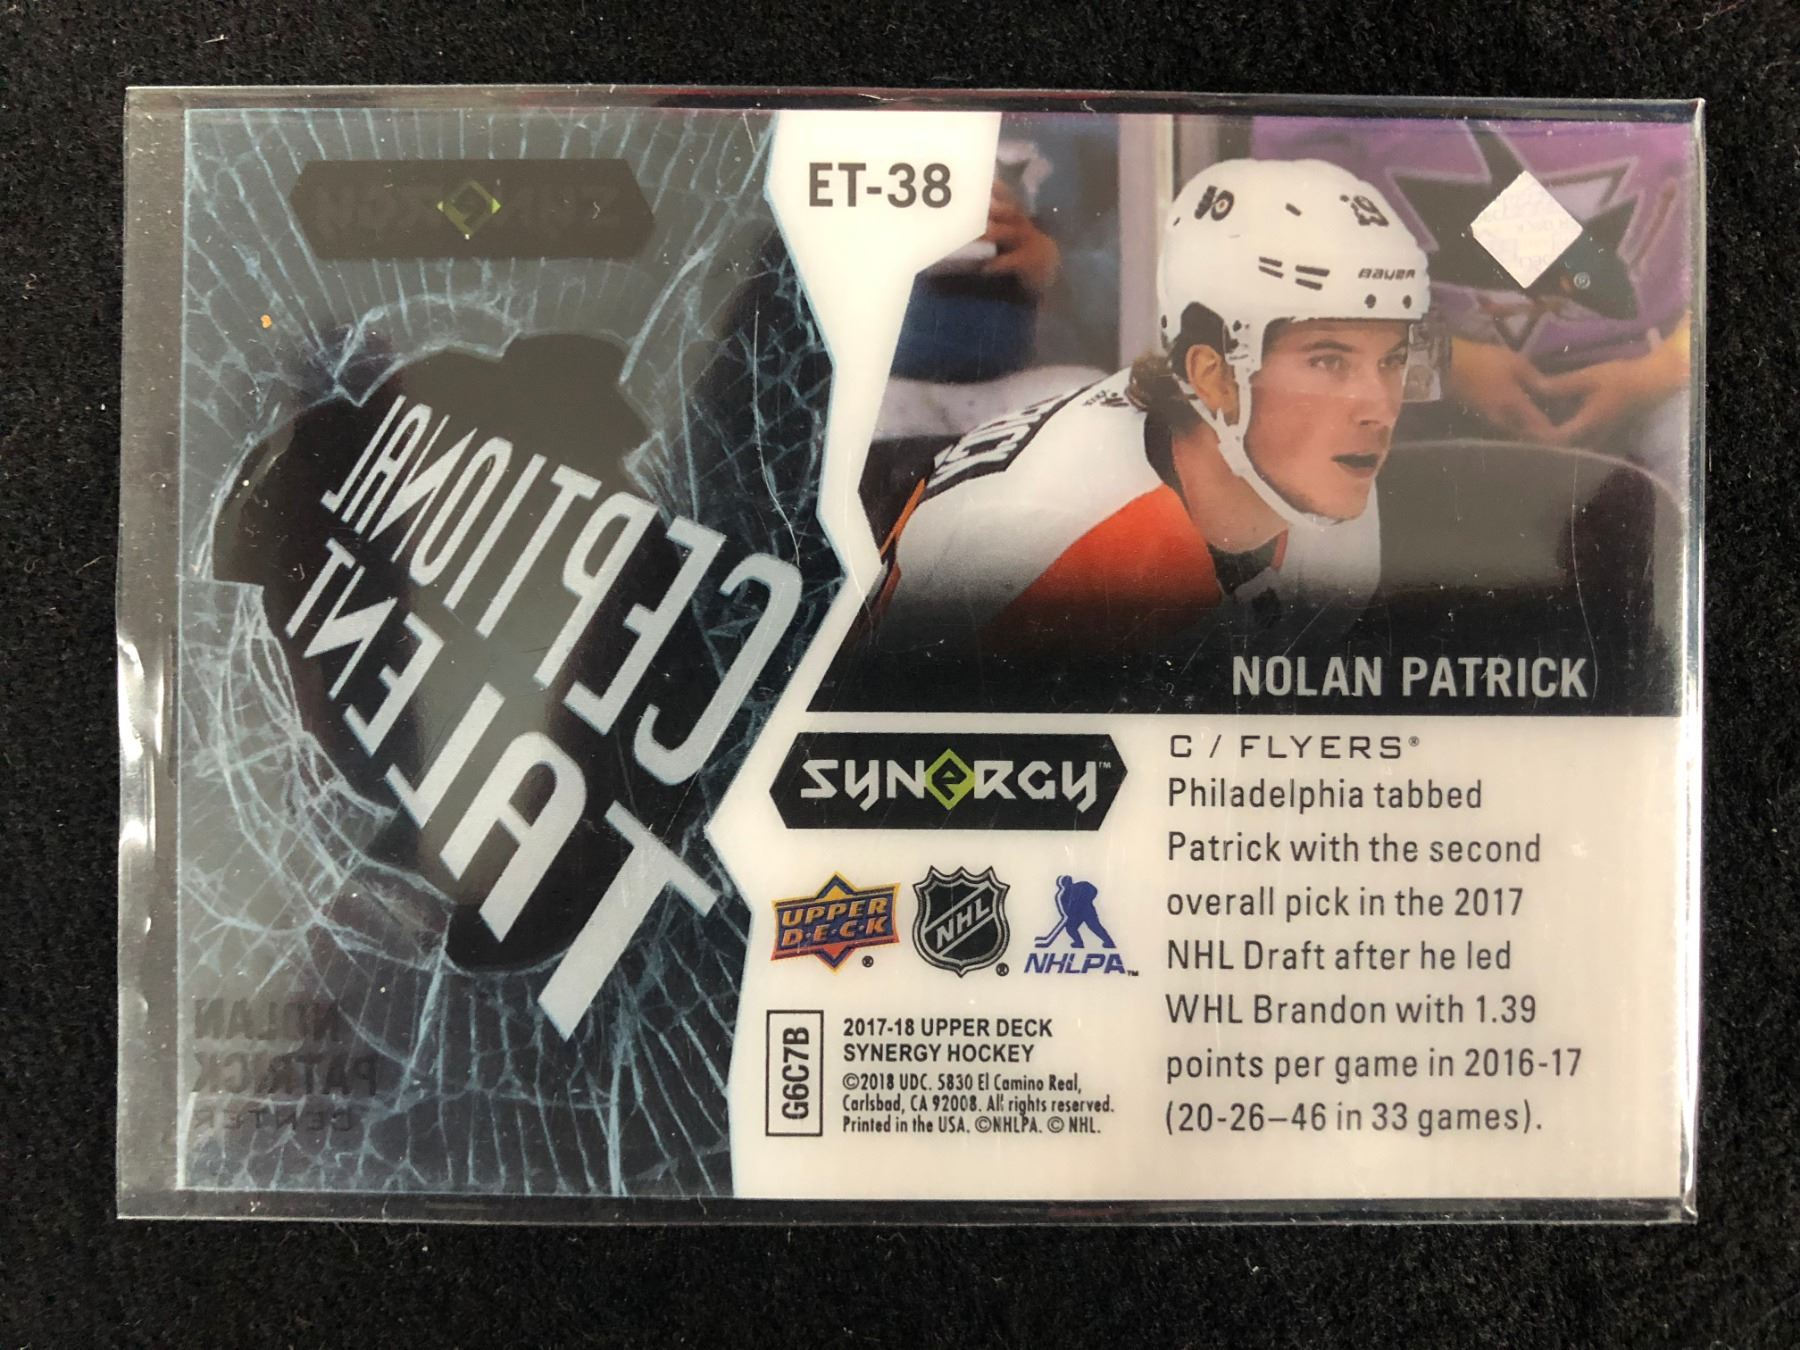 SYNERGY
CEPTIONAL
TALENT
NOLAN
PATRICK
CENTER
ET-38
BAUER
NOLAN PATRICK
SYNERGY™
C / FLYERS®
Philadelphia tabbed
Patrick with the second
overall pick in the 2017
NHL Draft after he led
WHL Brandon with 1.39
points per game in 2016-17
(20-26–46 in 33 games).
UPPER
D·E·C·K ®
NHL ®
NHLPA™
G6C7B
2017-18 UPPER DECK
SYNERGY HOCKEY
©2018 UDC. 5830 El Camino Real,
Carlsbad, CA 92008. All rights reserved.
Printed in the USA. ©NHLPA. © NHL.